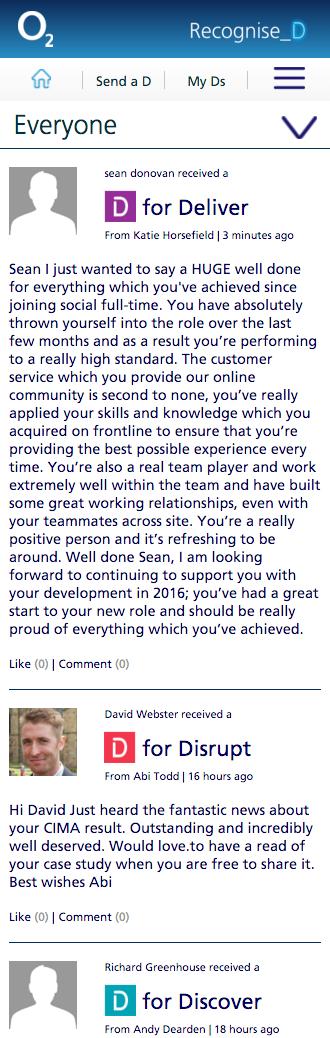 O2
Recognise_D
Send a D | My Ds
Everyone
sean donovan received a
D for Deliver
From Katie Horsefield | 3 minutes ago
Sean I just wanted to say a HUGE well done
for everything which you've achieved since
joining social full-time. You have absolutely
thrown yourself into the role over the last
few months and as a result you're performing
to a really high standard. The customer
service which you provide our online
community is second to none, you've really
applied your skills and knowledge which you
acquired on frontline to ensure that you're
providing the best possible experience every
time. You're also a real team player and work
extremely well within the team and have built
some great working relationships, even with
your teammates across site. You're a really
positive person and it's refreshing to be
around. Well done Sean, I am looking
forward to continuing to support you with
your development in 2016; you've had a great
start to your new role and should be really
proud of everything which you've achieved.
Like (0) | Comment (0)
David Webster received a
D for Disrupt
From Abi Todd | 16 hours ago
Hi David Just heard the fantastic news about
your CIMA result. Outstanding and incredibly
well deserved. Would love.to have a read of
your case study when you are free to share it.
Best wishes Abi
Like (0) | Comment (0)
Richard Greenhouse received a
D for Discover
From Andy Dearden | 18 hours ago